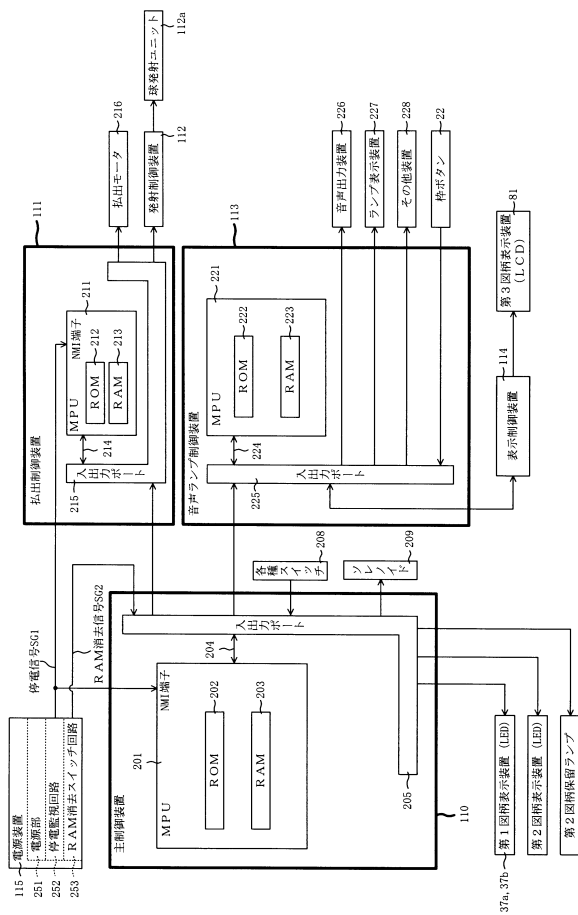 115
電源装置
251
電源部
252
停電監視回路
253
RAM消去スイッチ回路
停電信号SG1
RAM消去信号SG2
払出制御装置
111
MPU
NMI端子
211
ROM
212
RAM
213
214
入出力ポート
215
払出モータ
216
発射制御装置
112
球発射ユニット
112a
主制御装置
110
MPU
NMI端子
201
ROM
202
RAM
203
204
入出力ポート
205
各種スイッチ
208
ソレノイド
209
音声ランプ制御装置
113
MPU
221
ROM
222
RAM
223
224
入出力ポート
225
音声出力装置
226
ランプ表示装置
227
その他装置
228
枠ボタン
22
表示制御装置
114
第3図柄表示装置
(LCD)
81
37a, 37b
第1図柄表示装置 (LED)
第2図柄表示装置 (LED)
第2図柄保留ランプ